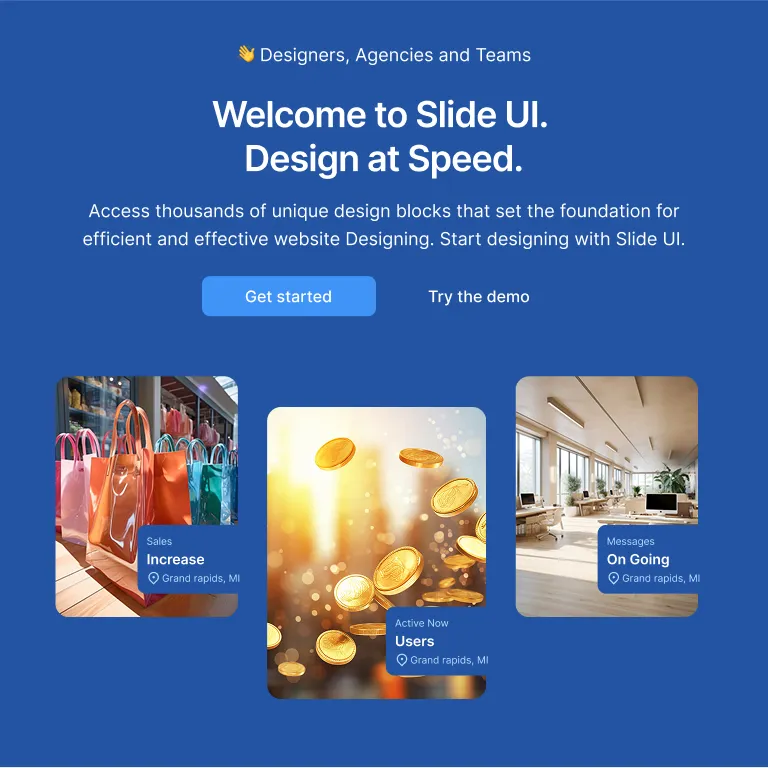 👋 Designers, Agencies and Teams
Welcome to Slide UI.
Design at Speed.
Access thousands of unique design blocks that set the foundation for
efficient and effective website Designing. Start designing with Slide UI.
Get started
Try the demo
Sales
Increase
Grand rapids, MI
Active Now
Users
Grand rapids, MI
Messages
On Going
Grand rapids, MI